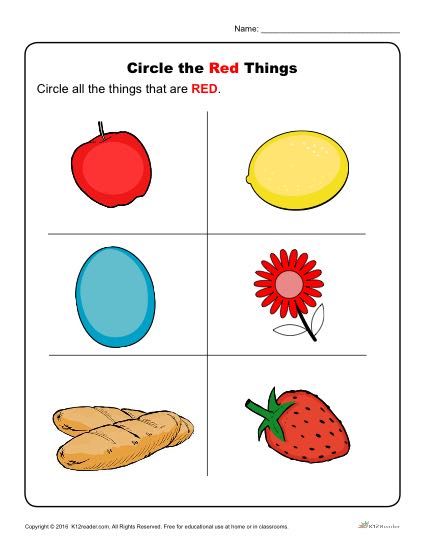 Name:
Circle the Red Things
Circle all the things that are RED.
Copyright © 2016 K12reader.com. All Rights Reserved. Free for educational use at home or in classrooms.
K12Reader